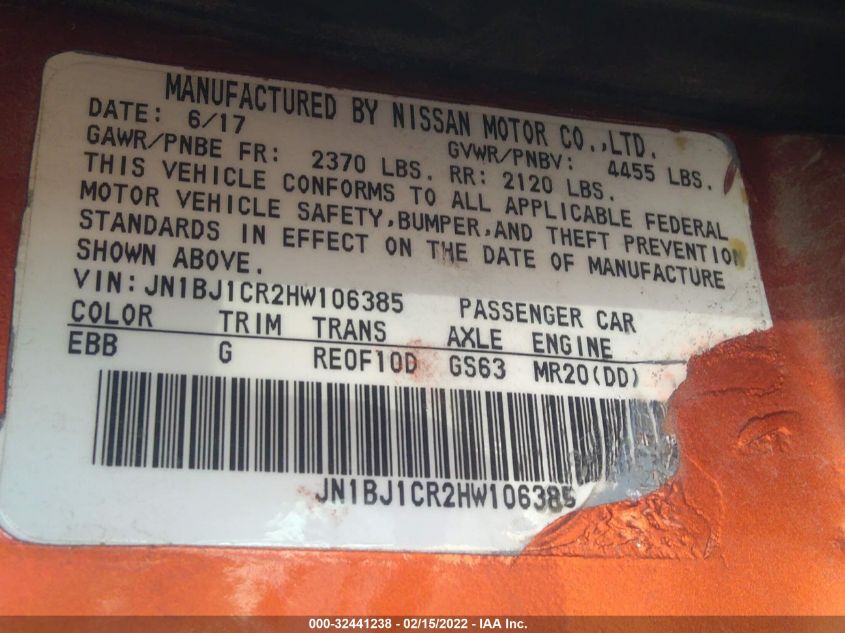 MANUFACTURED BY NISSAN MOTOR CO.,LTD.
DATE: 6/17 GVWR/PNBV: 4455 LBS.
GAWR/PNBE FR: 2370 LBS. RR: 2120 LBS.
THIS VEHICLE CONFORMS TO ALL APPLICABLE FEDERAL
MOTOR VEHICLE SAFETY,BUMPER,AND THEFT PREVENTION
STANDARDS IN EFFECT ON THE DATE OF MANUFACTURE
SHOWN ABOVE.
VIN: JN1BJ1CR2HW106385 PASSENGER CAR
COLOR TRIM TRANS AXLE ENGINE
EBB G RE0F10D GS63 MR20(DD)
JN1BJ1CR2HW106385
000-32441238 - 02/15/2022 - IAA Inc.